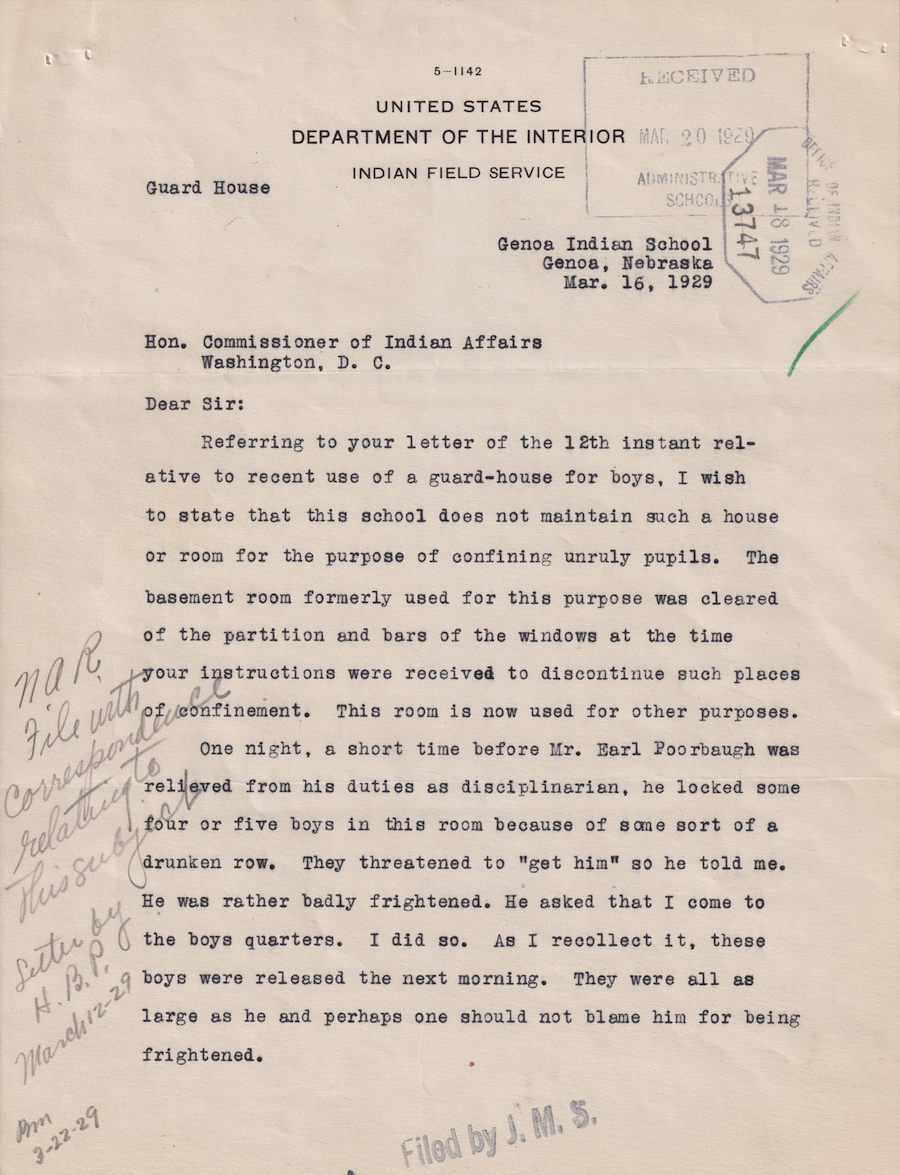 5-1142
UNITED STATES
DEPARTMENT OF THE INTERIOR
INDIAN FIELD SERVICE
RECEIVED
MAR 20 1929
ADMINISTRATIVE
SCHOOLS
OFFICE OF INDIAN AFFAIRS
RECEIVED
MAR 18 1929
13747
Guard House
Genoa Indian School
Genoa, Nebraska
Mar. 16, 1929
Hon. Commissioner of Indian Affairs
Washington, D. C.
Dear Sir:
Referring to your letter of the 12th instant rel-
ative to recent use of a guard-house for boys, I wish
to state that this school does not maintain such a house
or room for the purpose of confining unruly pupils. The
basement room formerly used for this purpose was cleared
of the partition and bars of the windows at the time
your instructions were received to discontinue such places
of confinement. This room is now used for other purposes.
One night, a short time before Mr. Earl Poorbaugh was
relieved from his duties as disciplinarian, he locked some
four or five boys in this room because of some sort of a
drunken row. They threatened to "get him" so he told me.
He was rather badly frightened. He asked that I come to
the boys quarters. I did so. As I recollect it, these
boys were released the next morning. They were all as
large as he and perhaps one should not blame him for being
frightened.
N A R.
File with
correspondence
relating to
this subject
Letter by
H. B. P.
March 12-29
3-22-29
Filed by J. M. S.